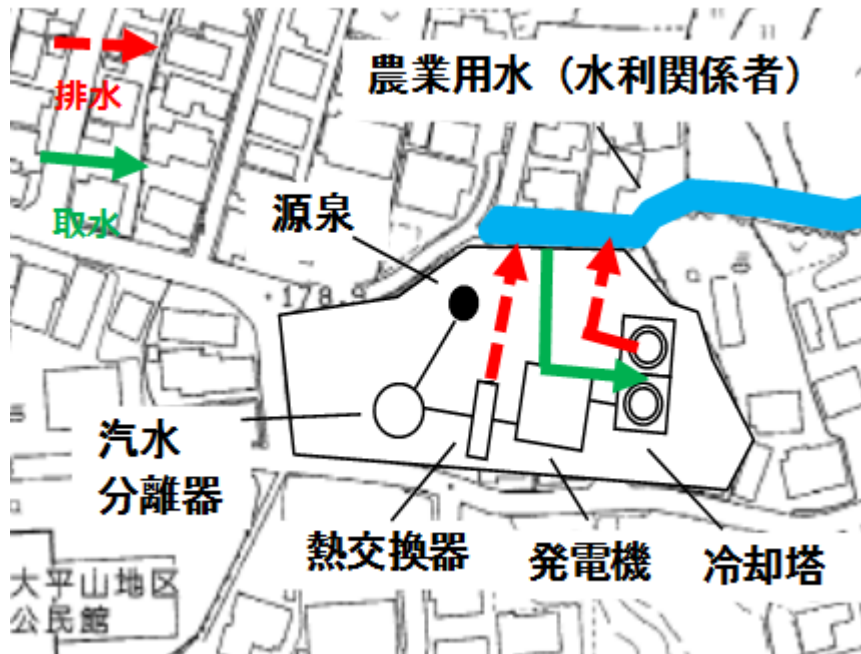 排水
取水
農業用水（水利関係者）
源泉
・178.9
汽水
分離器
熱交換器
発電機
冷却塔
大平山地区
公民館